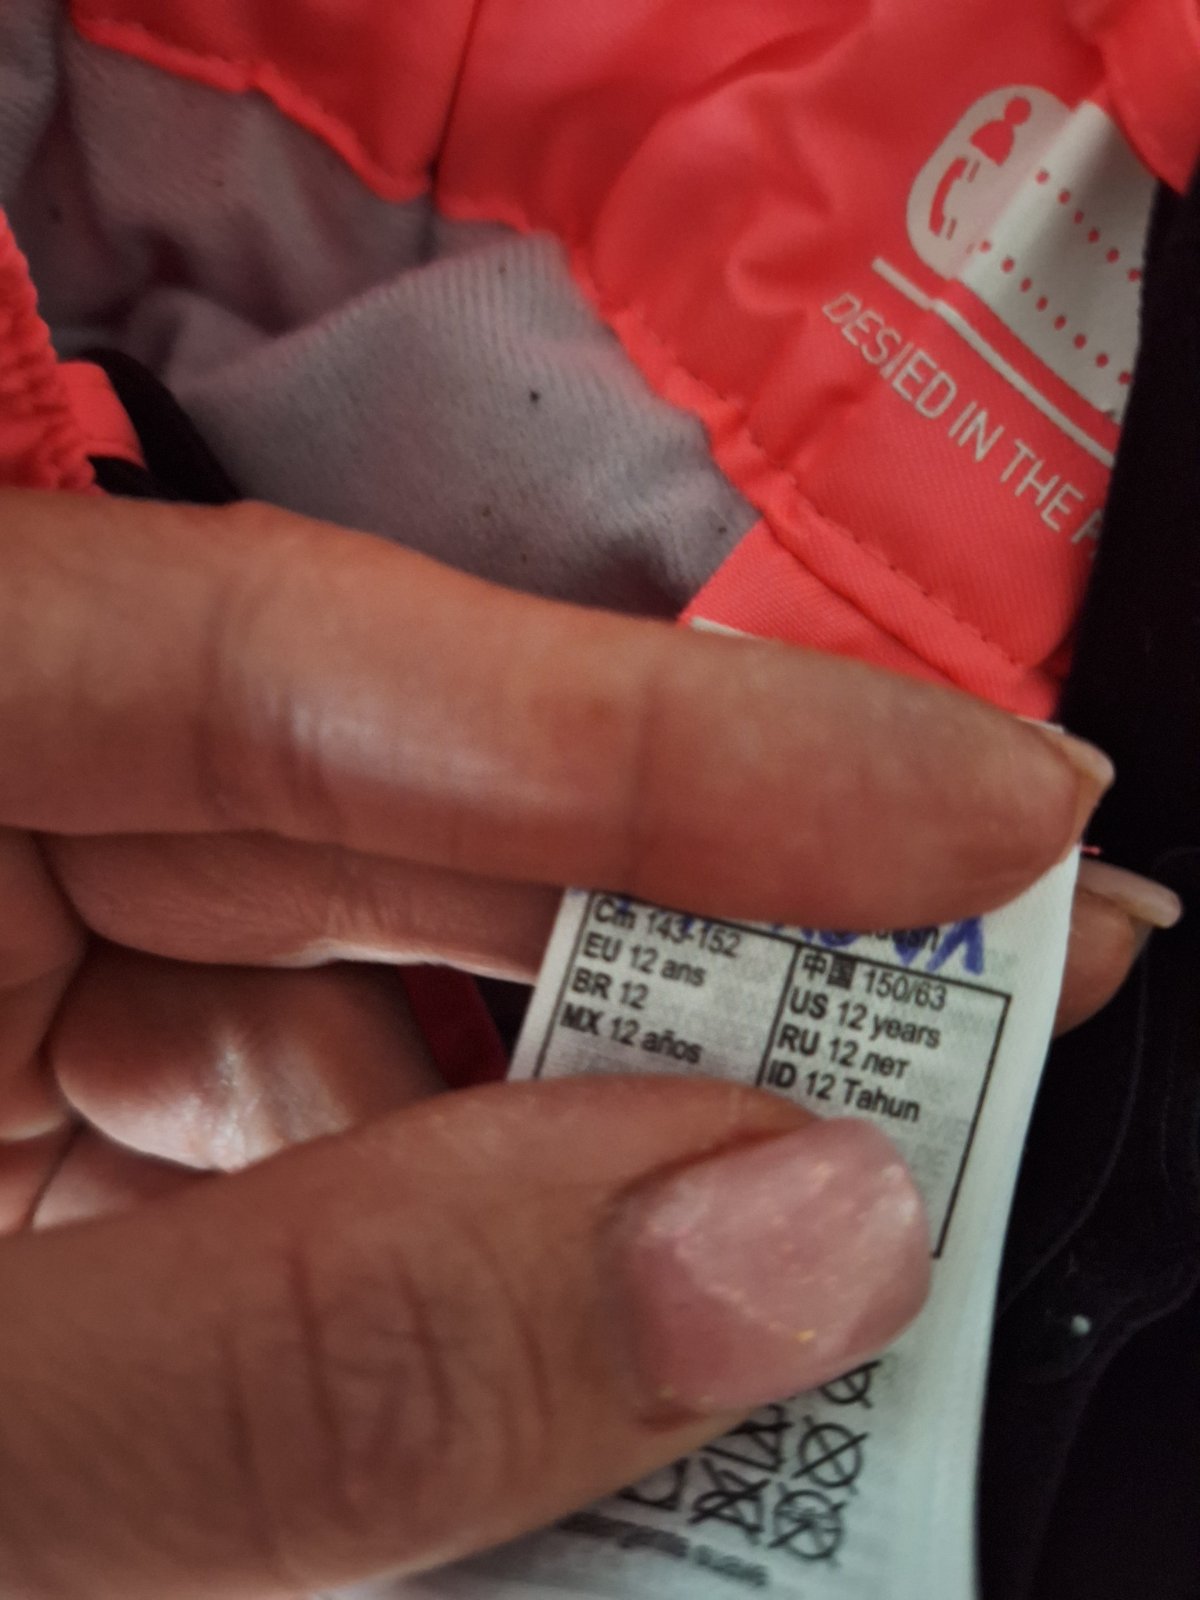 DESIIED IN THE
Cm 143-152
EU 12 ans
BR 12
MX 12 años
中国 150/63
US 12 years
RU 12 лет
ID 12 Tahun